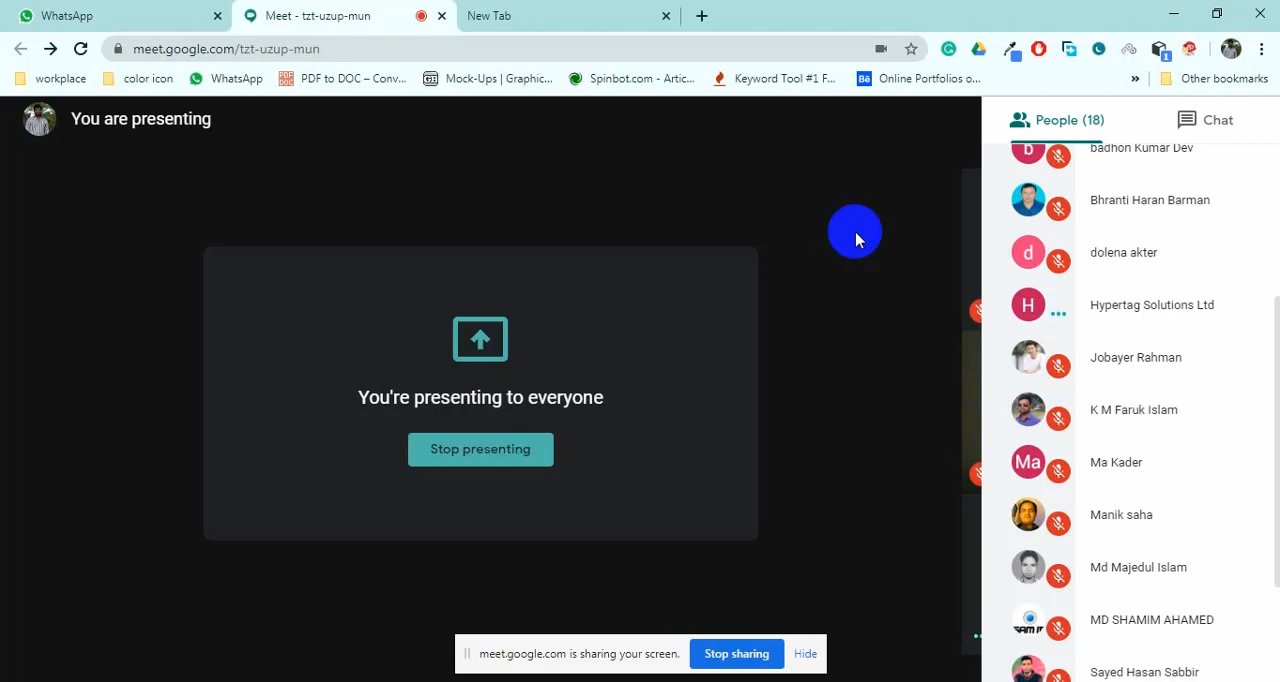 WhatsApp
Meet - tzt-uzup-mun
New Tab
meet.google.com/tzt-uzup-mun
workplace
color icon
WhatsApp
PDF to DOC – Conv...
Mock-Ups | Graphic...
Spinbot.com - Artic...
Keyword Tool #1 F...
Bē
Online Portfolios o...
»
Other bookmarks
You are presenting
People (18)
Chat
b
badhon Kumar Dev
Bhranti Haran Barman
d
dolena akter
H
Hypertag Solutions Ltd
Jobayer Rahman
K M Faruk Islam
Ma
Ma Kader
Manik saha
Md Majedul Islam
MD SHAMIM AHAMED
Sayed Hasan Sabbir
You're presenting to everyone
Stop presenting
meet.google.com is sharing your screen.
Stop sharing
Hide